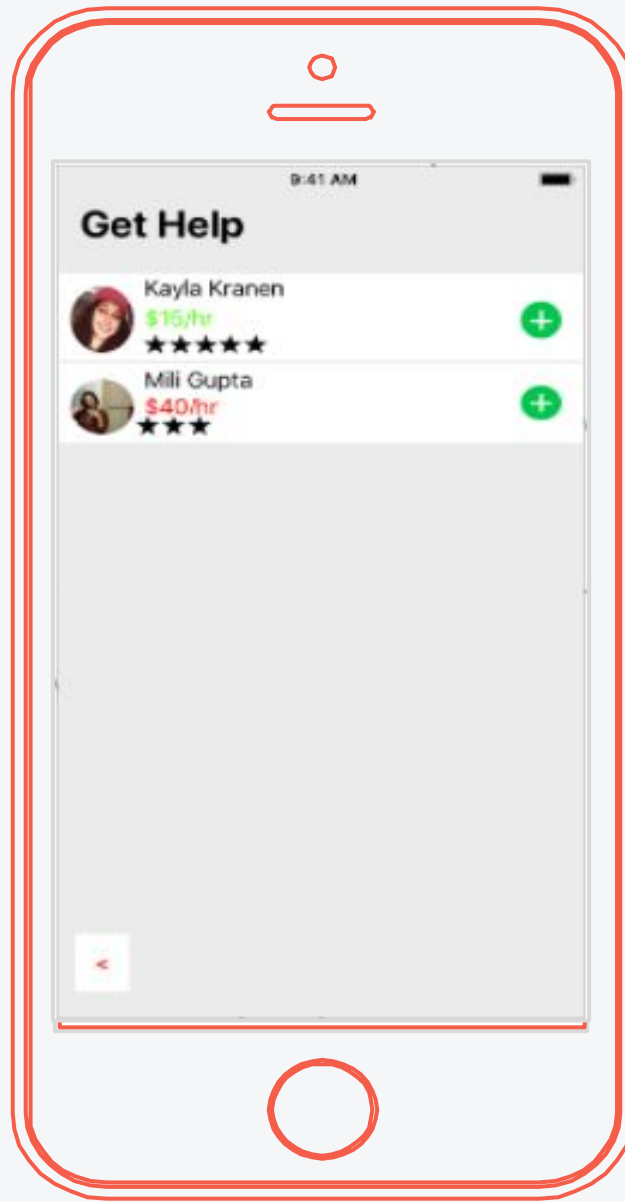 9:41 AM
Get Help
Kayla Kranen
$15/hr
★★★★★
Mili Gupta
$40/hr
★★★
<